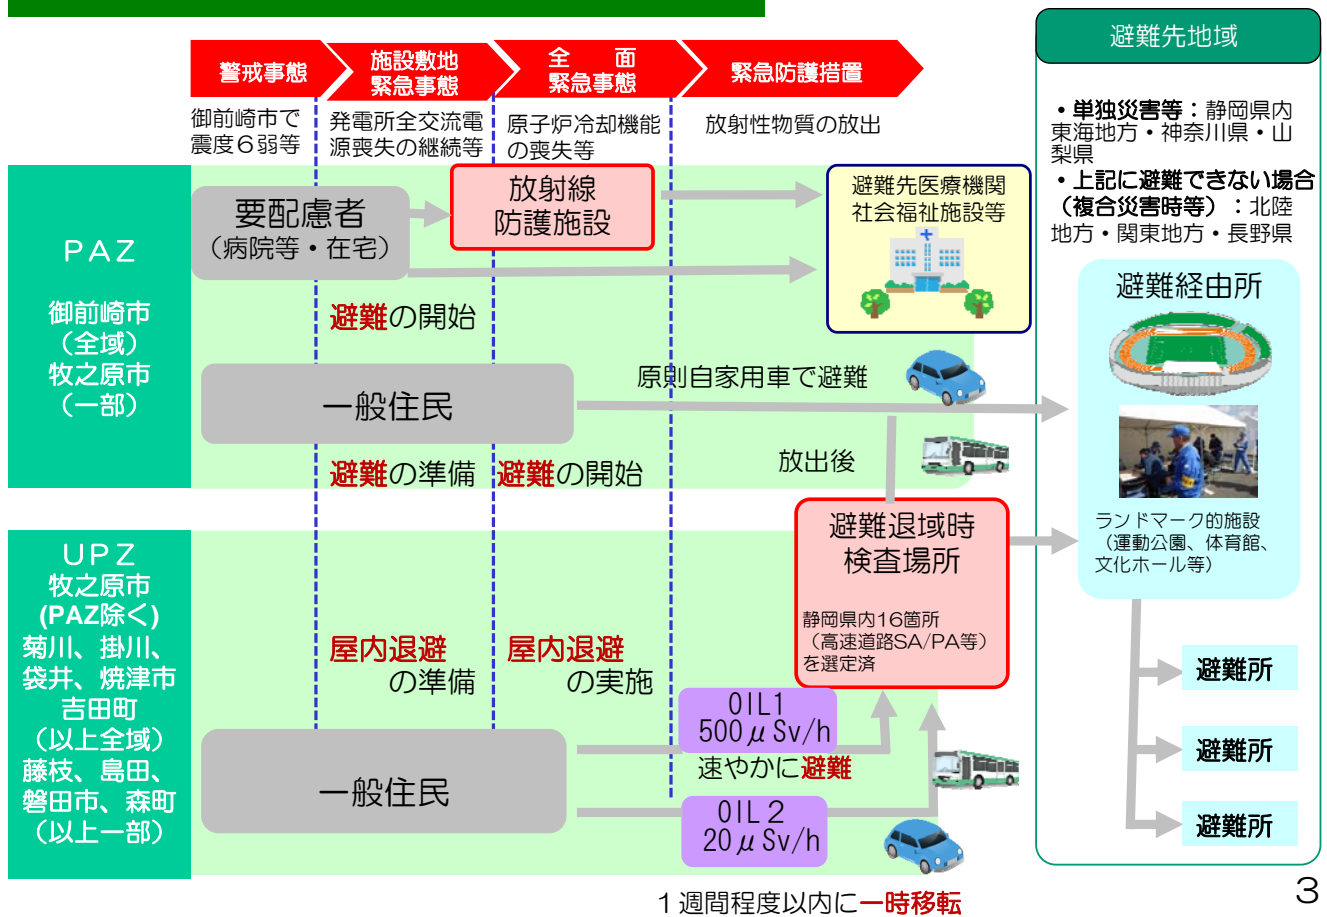 警戒事態
施設敷地
緊急事態
全　面
緊急事態
緊急防護措置
御前崎市で
震度６弱等
発電所全交流電
源喪失の継続等
原子炉冷却機能
の喪失等
放射性物質の放出
ＰＡＺ
御前崎市
（全域）
牧之原市
（一部）
要配慮者
（病院等・在宅）
放射線
防護施設
避難先医療機関
社会福祉施設等
避難の開始
一般住民
原則自家用車で避難
避難の準備
避難の開始
放出後
ＵＰＺ
牧之原市
(PAZ除く)
菊川、掛川、
袋井、焼津市
吉田町
（以上全域）
藤枝、島田、
磐田市、森町
（以上一部）
避難退域時
検査場所
静岡県内16箇所
（高速道路SA/PA等）
を選定済
屋内退避
の準備
屋内退避
の実施
一般住民
OIL1
500μSv/h
速やかに避難
OIL２
20μSv/h
１週間程度以内に一時移転
避難先地域
・単独災害等：静岡県内
東海地方・神奈川県・山
梨県
・上記に避難できない場合
（複合災害時等）：北陸
地方・関東地方・長野県
避難経由所
ランドマーク的施設
（運動公園、体育館、
文化ホール等）
避難所
避難所
避難所
3